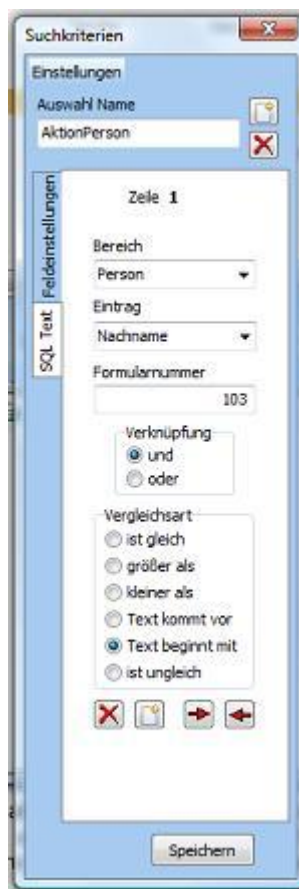 Suchkriterien
Einstellungen
Auswahl Name
AktionPerson
Feldeinstellungen
SQL Text
Zeile 1
Bereich
Person
Eintrag
Nachname
Formularnummer
103
Verknüpfung
und
oder
Vergleichsart
ist gleich
größer als
kleiner als
Text kommt vor
Text beginnt mit
ist ungleich
Speichern